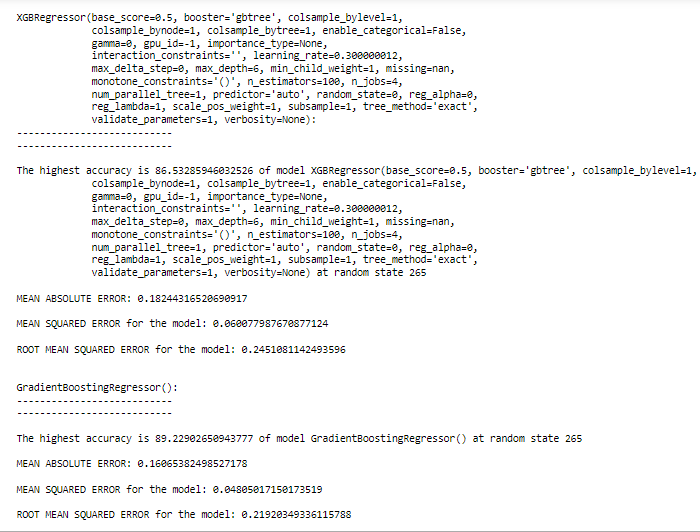 XGBRegressor(base_score=0.5, booster='gbtree', colsample_bylevel=1,
colsample_bynode=1, colsample_bytree=1, enable_categorical=False,
gamma=0, gpu_id=-1, importance_type=None,
interaction_constraints='', learning_rate=0.300000012,
max_delta_step=0, max_depth=6, min_child_weight=1, missing=nan,
monotone_constraints='()', n_estimators=100, n_jobs=4,
num_parallel_tree=1, predictor='auto', random_state=0, reg_alpha=0,
reg_lambda=1, scale_pos_weight=1, subsample=1, tree_method='exact',
validate_parameters=1, verbosity=None):
---------------------------
---------------------------
The highest accuracy is 86.53285946032526 of model XGBRegressor(base_score=0.5, booster='gbtree', colsample_bylevel=1,
colsample_bynode=1, colsample_bytree=1, enable_categorical=False,
gamma=0, gpu_id=-1, importance_type=None,
interaction_constraints='', learning_rate=0.300000012,
max_delta_step=0, max_depth=6, min_child_weight=1, missing=nan,
monotone_constraints='()', n_estimators=100, n_jobs=4,
num_parallel_tree=1, predictor='auto', random_state=0, reg_alpha=0,
reg_lambda=1, scale_pos_weight=1, subsample=1, tree_method='exact',
validate_parameters=1, verbosity=None) at random state 265
MEAN ABSOLUTE ERROR: 0.18244316520690917
MEAN SQUARED ERROR for the model: 0.060077987670877124
ROOT MEAN SQUARED ERROR for the model: 0.2451081142493596
GradientBoostingRegressor():
---------------------------
---------------------------
The highest accuracy is 89.22902650943777 of model GradientBoostingRegressor() at random state 265
MEAN ABSOLUTE ERROR: 0.16065382498527178
MEAN SQUARED ERROR for the model: 0.04805017150173519
ROOT MEAN SQUARED ERROR for the model: 0.21920349336115788